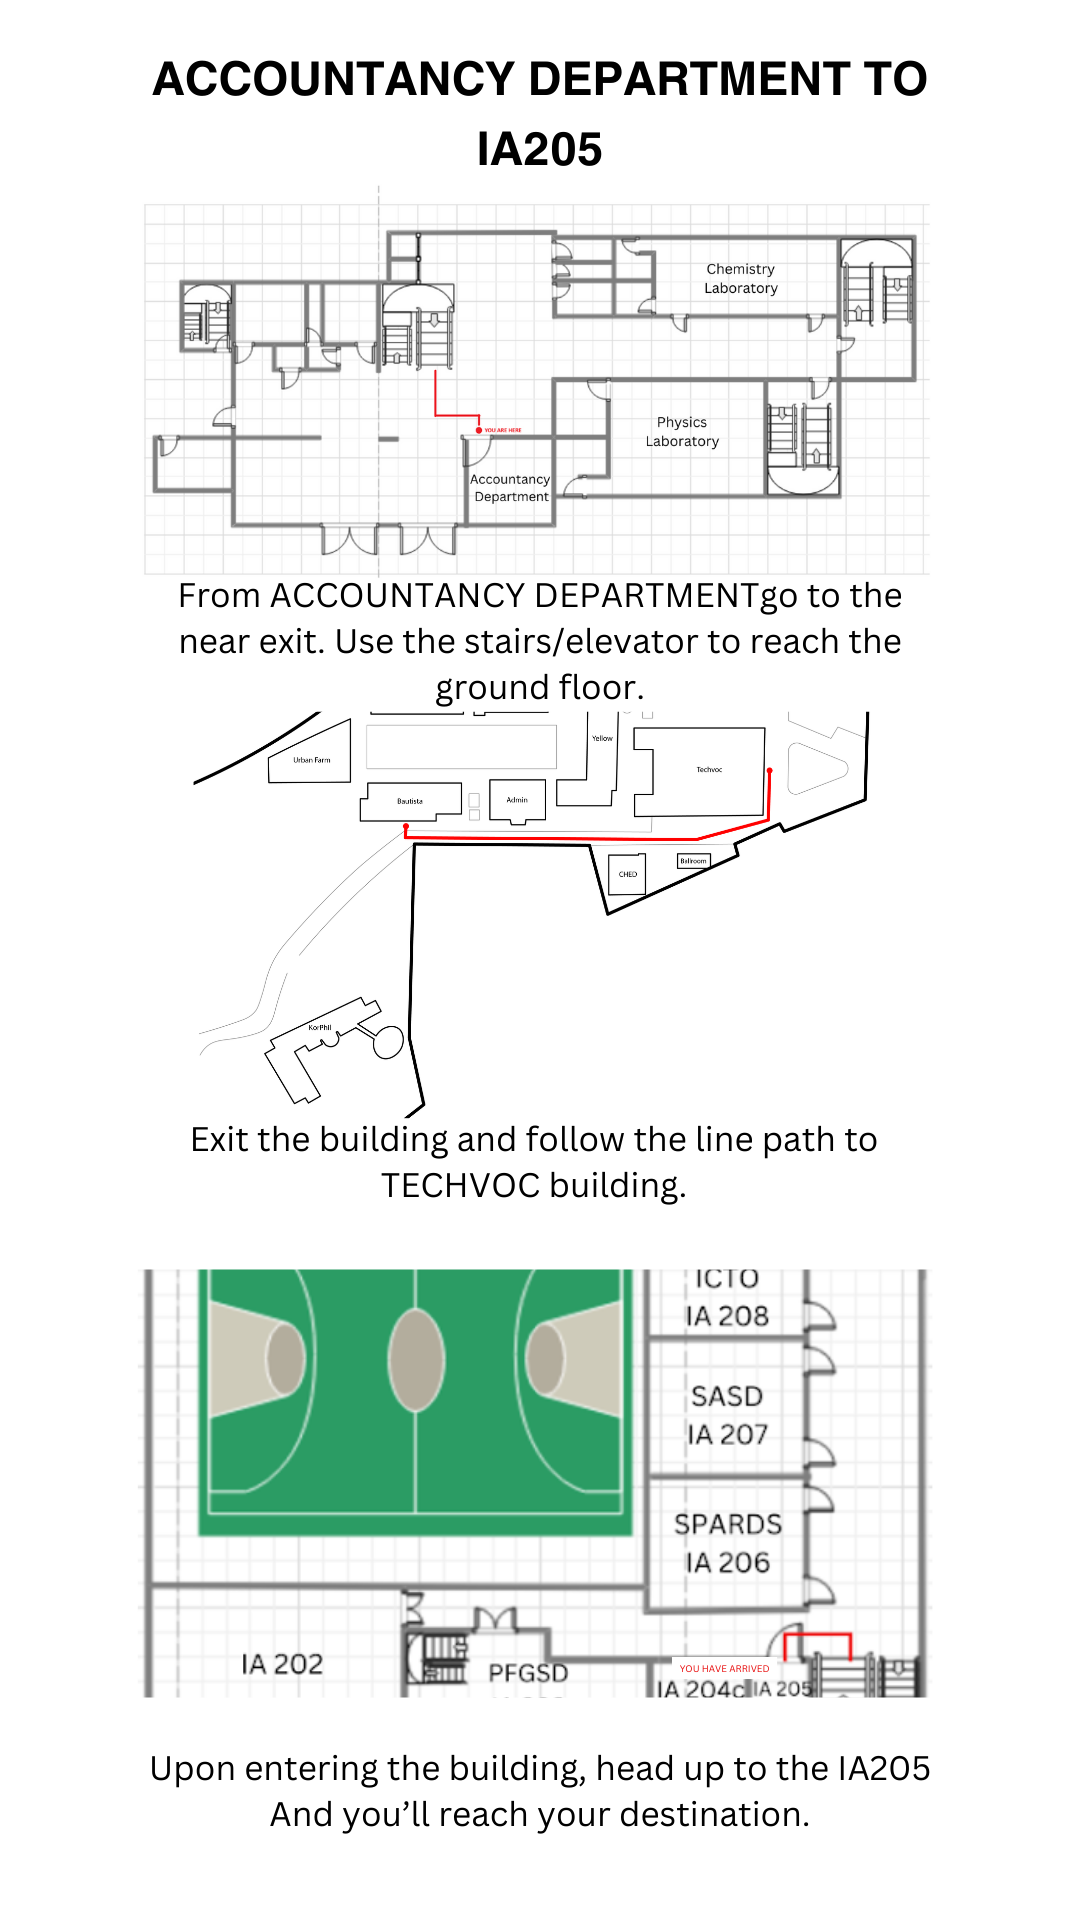 ACCOUNTANCY DEPARTMENT TO
IA205
Chemistry
Laboratory
Physics
Laboratory
YOU ARE HERE
Accountancy
Department
From ACCOUNTANCY DEPARTMENTgo to the
near exit. Use the stairs/elevator to reach the
ground floor.
Urban Farm
Yellow
Techvoc
Bautista
Admin
CHED
Ballroom
KorPhil
Exit the building and follow the line path to
TECHVOC building.
ICTO
IA 208
SASD
IA 207
SPARDS
IA 206
IA 202
PFGSD
YOU HAVE ARRIVED
IA 204c
IA 205
Upon entering the building, head up to the IA205
And you’ll reach your destination.